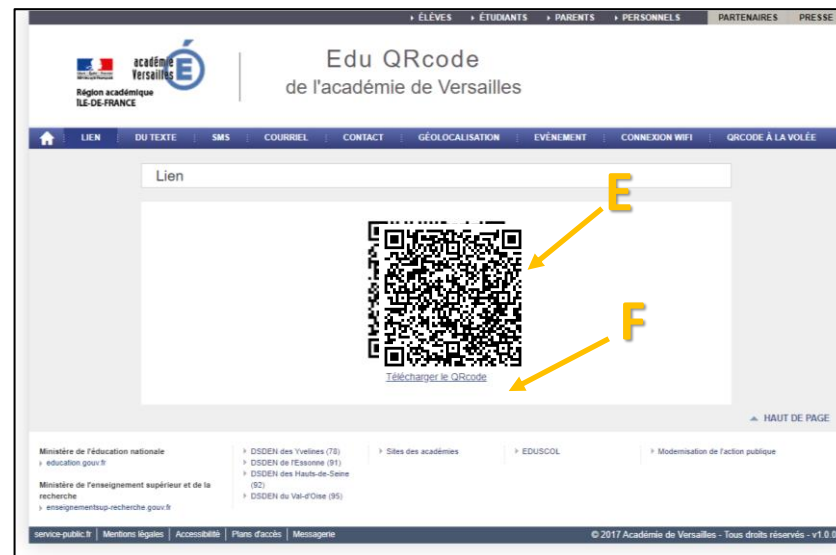 ÉLÈVES ÉTUDIANTS PARENTS PERSONNELS PARTENAIRES PRESSE
académie
Versailles
Région académique
ÎLE-DE-FRANCE
Edu QRcode
de l'académie de Versailles
LIEN DU TEXTE SMS COURRIEL CONTACT GÉOLOCALISATION EVÈNEMENT CONNEXION WIFI QRCODE À LA VOLÉE
Lien
E
F
Télécharger le QRcode
HAUT DE PAGE
Ministère de l'éducation nationale
education.gouv.fr
Ministère de l'enseignement supérieur et de la
recherche
enseignementsup-recherche.gouv.fr
DSDEN des Yvelines (78)
DSDEN de l'Essonne (91)
DSDEN des Hauts-de-Seine
(92)
DSDEN du Val-d'Oise (95)
Sites des académies
EDUSCOL
Modernisation de l'action publique
service-public.fr | Mentions légales | Accessibilité | Plans d'accès | Messagerie
© 2017 Académie de Versailles - Tous droits réservés - v1.0.0